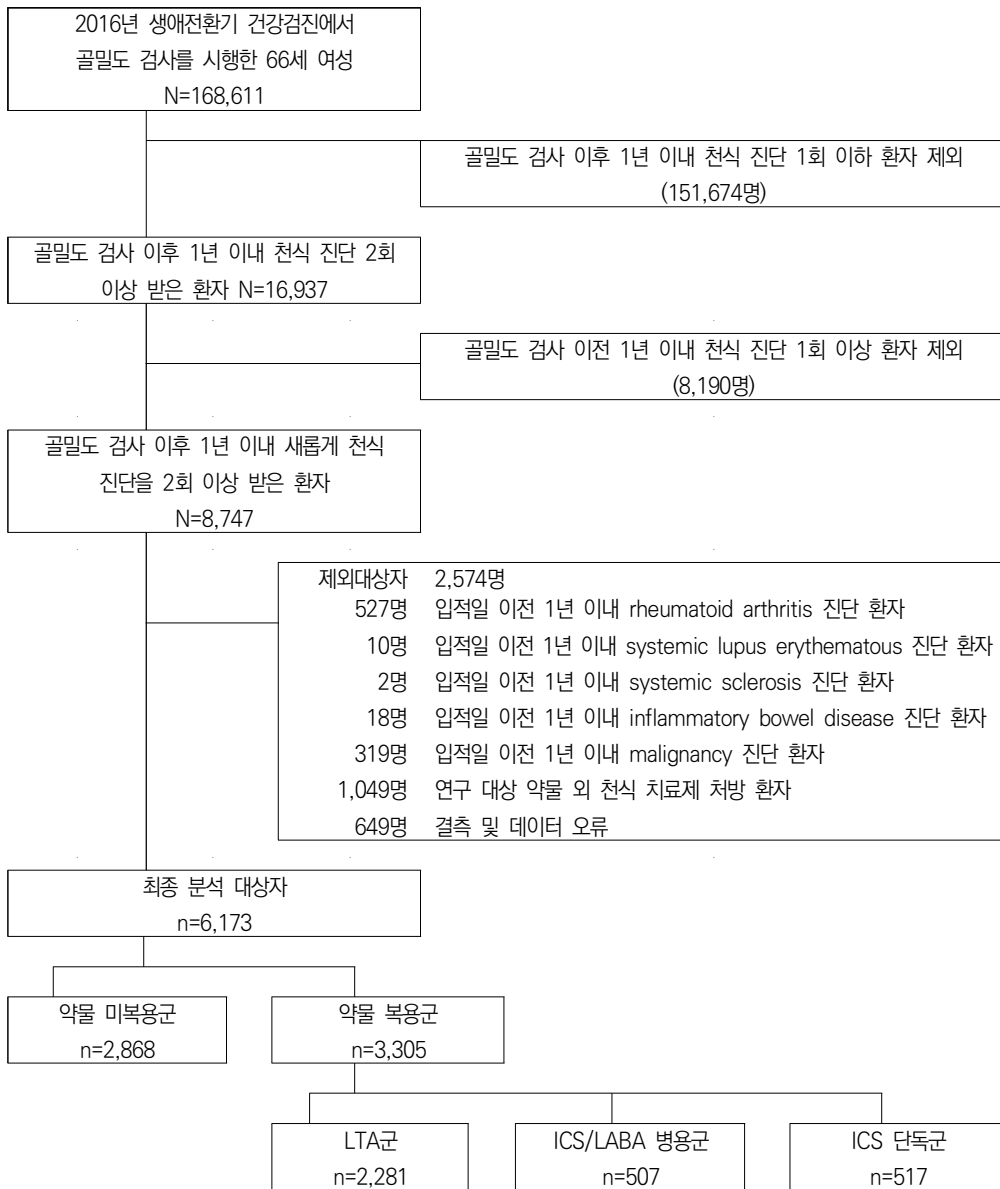 2016년 생애전환기 건강검진에서
골밀도 검사를 시행한 66세 여성
N=168,611
골밀도 검사 이후 1년 이내 천식 진단 1회 이하 환자 제외
(151,674명)
골밀도 검사 이후 1년 이내 천식 진단 2회
이상 받은 환자 N=16,937
골밀도 검사 이전 1년 이내 천식 진단 1회 이상 환자 제외
(8,190명)
골밀도 검사 이후 1년 이내 새롭게 천식
진단을 2회 이상 받은 환자
N=8,747
제외대상자 2,574명
527명 입적일 이전 1년 이내 rheumatoid arthritis 진단 환자
10명 입적일 이전 1년 이내 systemic lupus erythematous 진단 환자
2명 입적일 이전 1년 이내 systemic sclerosis 진단 환자
18명 입적일 이전 1년 이내 inflammatory bowel disease 진단 환자
319명 입적일 이전 1년 이내 malignancy 진단 환자
1,049명 연구 대상 약물 외 천식 치료제 처방 환자
649명 결측 및 데이터 오류
최종 분석 대상자
n=6,173
약물 미복용군
n=2,868
약물 복용군
n=3,305
LTA군
n=2,281
ICS/LABA 병용군
n=507
ICS 단독군
n=517